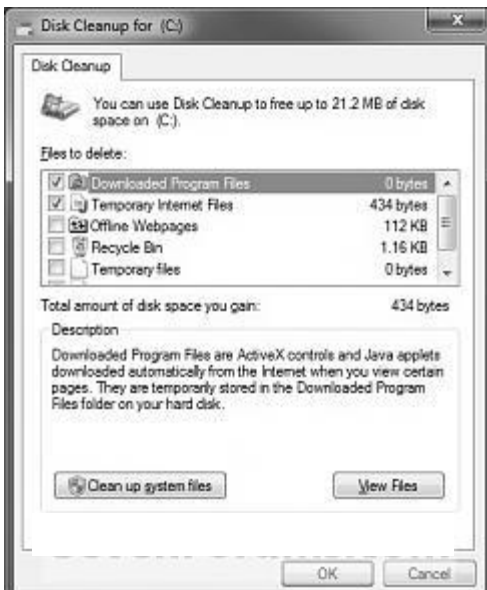 Disk Cleanup for (C:)
Disk Cleanup
You can use Disk Cleanup to free up to 21.2 MB of disk
space on (C:).
Files to delete:
Downloaded Program Files 0 bytes
Temporary Internet Files 434 bytes
Offline Webpages 112 KB
Recycle Bin 1.16 KB
Temporary files 0 bytes
Total amount of disk space you gain: 434 bytes
Description
Downloaded Program Files are ActiveX controls and Java applets
downloaded automatically from the Internet when you view certain
pages. They are temporarily stored in the Downloaded Program
Files folder on your hard disk.
Clean up system files View Files
OK Cancel